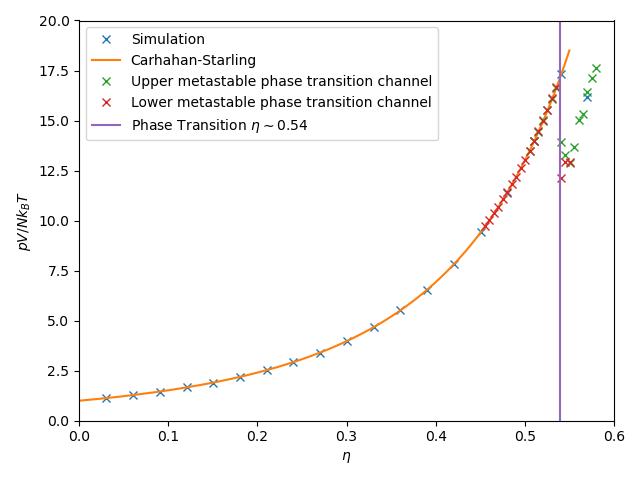 20.0
17.5
15.0
12.5
10.0
7.5
5.0
2.5
0.0
pV/Nk_BT
Simulation
Carhahan-Starling
Upper metastable phase transition channel
Lower metastable phase transition channel
Phase Transition η ∼ 0.54
0.0 0.1 0.2 0.3 0.4 0.5 0.6
η